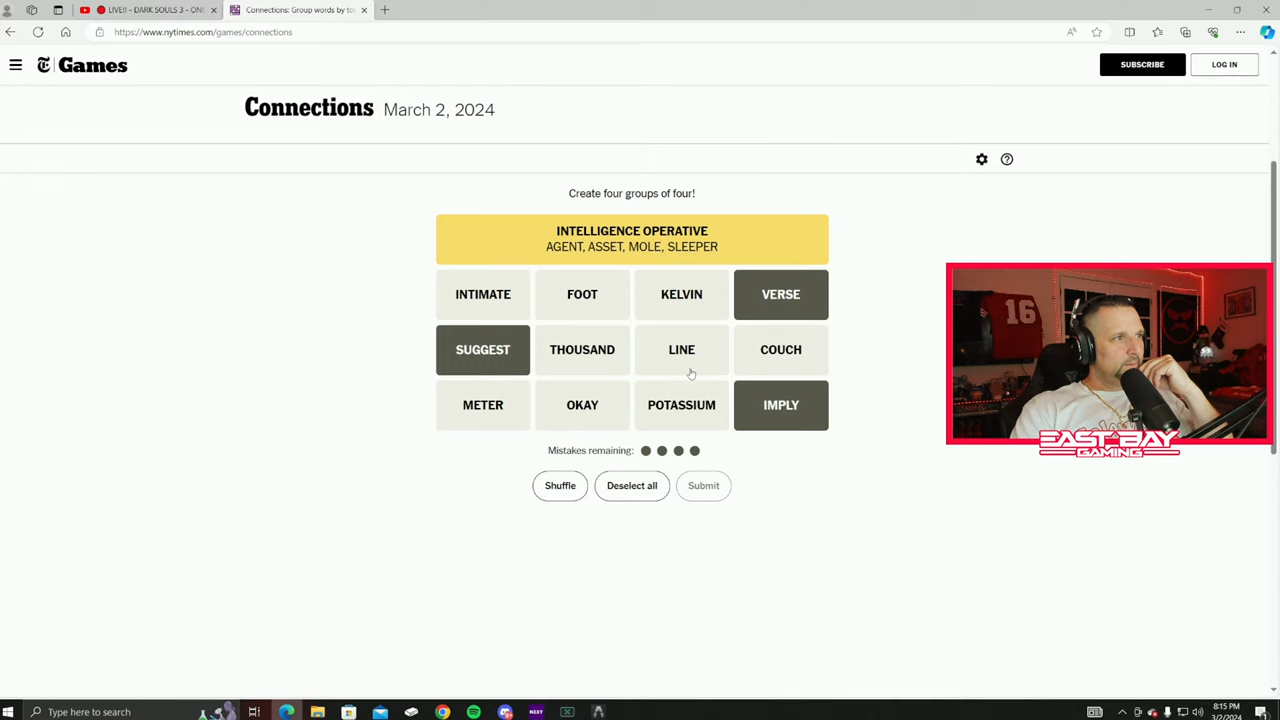 LIVE!! - DARK SOULS 3 - ONE
Connections: Group words by to
https://www.nytimes.com/games/connections
T Games
SUBSCRIBE
LOG IN
Connections March 2, 2024
Create four groups of four!
INTELLIGENCE OPERATIVE
AGENT, ASSET, MOLE, SLEEPER
INTIMATE FOOT KELVIN VERSE
SUGGEST THOUSAND LINE COUCH
METER OKAY POTASSIUM IMPLY
Mistakes remaining:
Shuffle Deselect all Submit
16
EAST BAY
GAMING
Type here to search
NEXT
8:15 PM